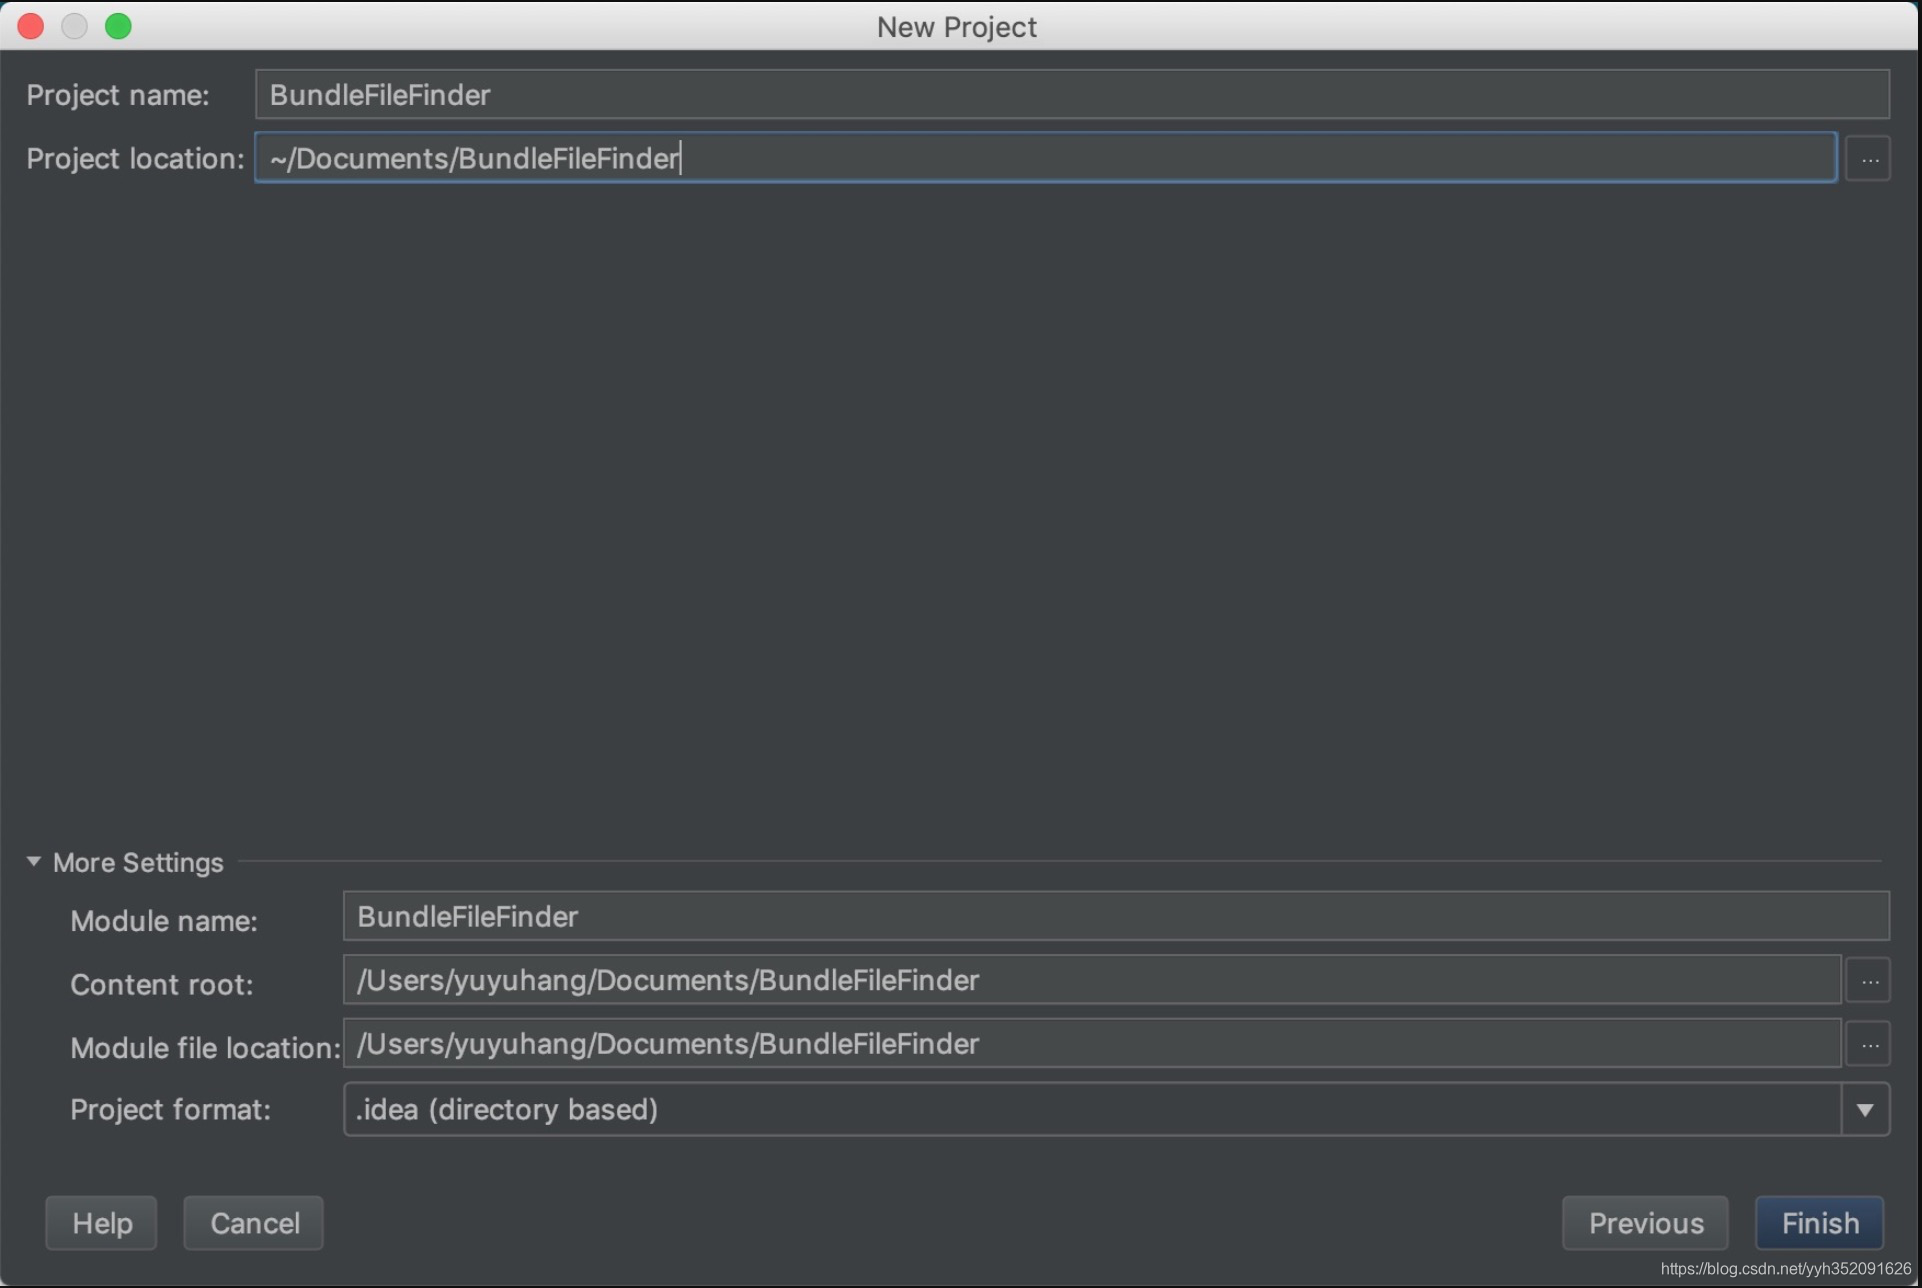 New Project
Project name: BundleFileFinder
Project location: ~/Documents/BundleFileFinder ...
More Settings
Module name: BundleFileFinder
Content root: /Users/yuyuhang/Documents/BundleFileFinder ...
Module file location: /Users/yuyuhang/Documents/BundleFileFinder ...
Project format: .idea (directory based)
Help Cancel Previous Finish
https://blog.csdn.net/yyh352091626